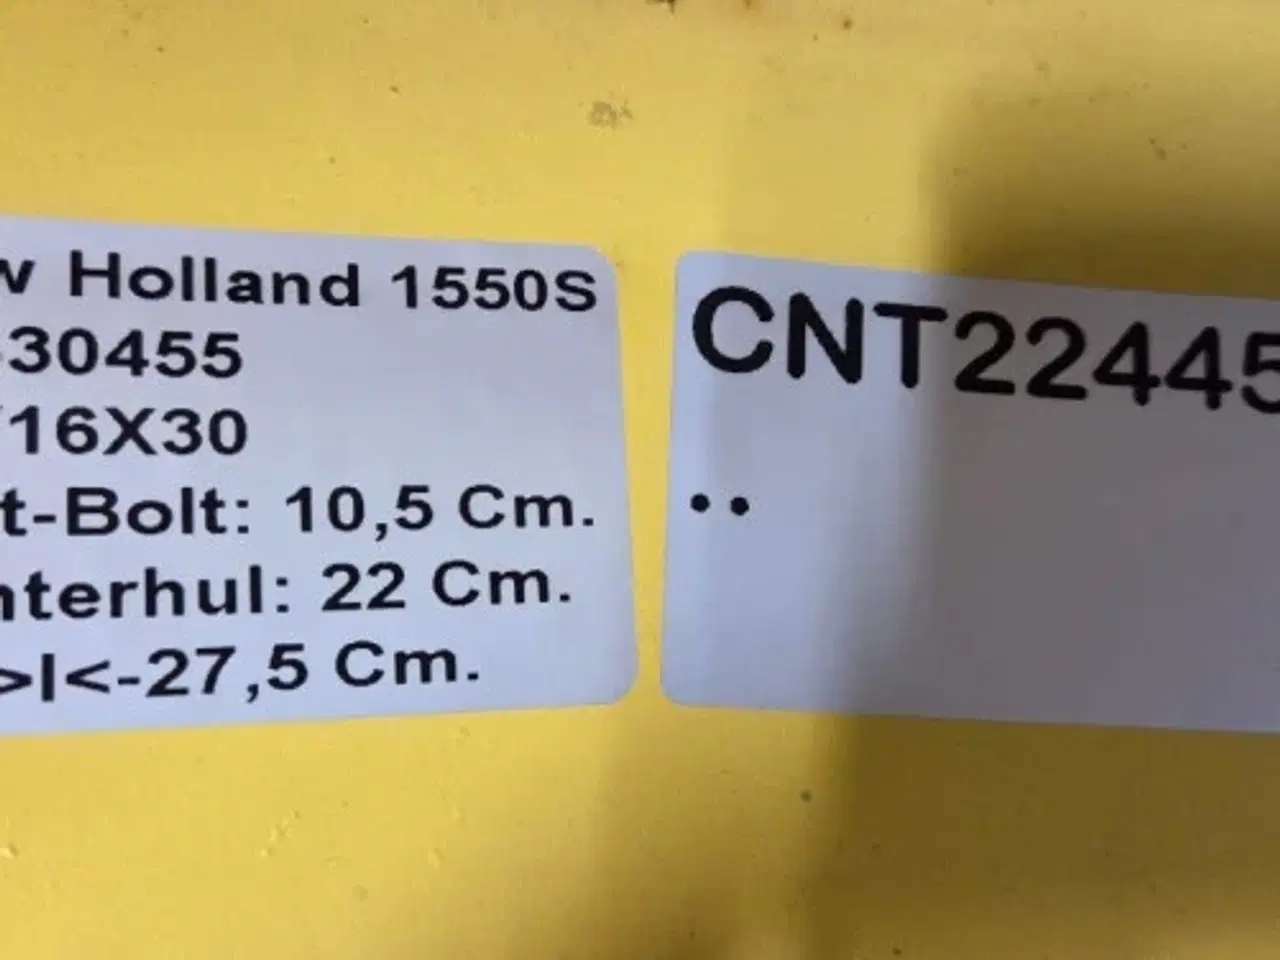 w Holland 1550S
30455
16X30
t-Bolt: 10,5 Cm.
nterhul: 22 Cm.
>I<-27,5 Cm.
CNT22445
..